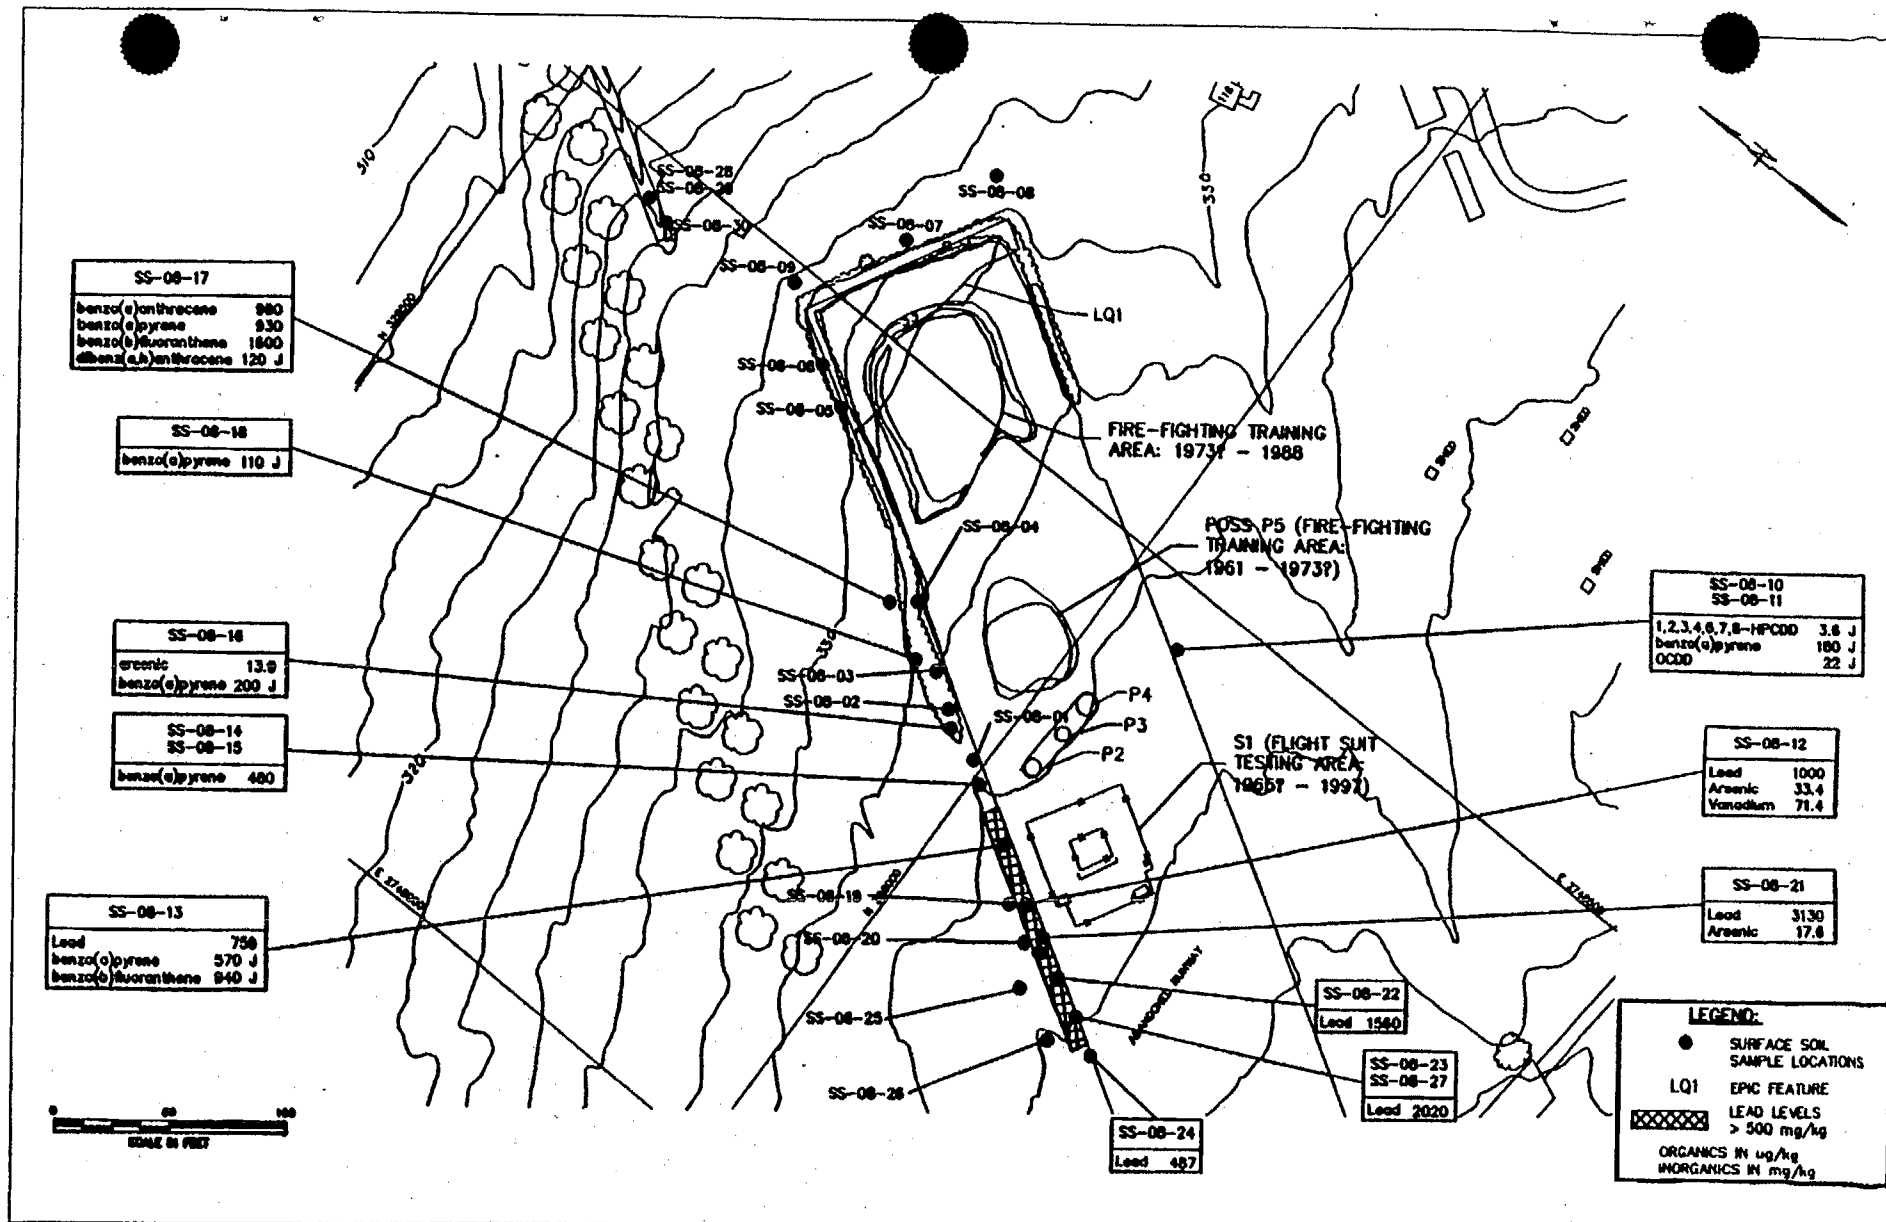 1181
310
SS-08-28
SS-08-29
SS-08-30
SS-08-08
SS-08-07
SS-08-09
330
LQ1
SS-08-17
benzo(a)anthracene 980
benzo(a)pyrene 930
benzo(b)fluoranthene 1600
dibenz(a,h)anthracene 120 J
SS-08-06
SS-08-05
FIRE-FIGHTING TRAINING
AREA: 1973? - 1988
SHED
SHED
SS-08-18
benzo(a)pyrene 110 J
SS-08-04
POSS P5 (FIRE-FIGHTING
TRAINING AREA:
1961 - 1973?)
SHED
SS-08-10
SS-08-11
1,2,3,4,6,7,8-HPCDD 3.6 J
benzo(a)pyrene 180 J
OCDD 22 J
SS-08-16
arsenic 13.9
benzo(a)pyrene 200 J
330
SS-08-03
SS-08-02
SS-08-01
P4
P3
P2
SS-08-14
SS-08-15
benzo(a)pyrene 480
320
S1 (FLIGHT SUIT
TESTING AREA:
1965? - 199?)
SS-08-12
Lead 1000
Arsenic 33.4
Vanadium 71.4
SS-08-13
Lead 758
benzo(a)pyrene 570 J
benzo(b)fluoranthene 940 J
SS-08-19
SS-08-20
SS-08-21
Lead 3130
Arsenic 17.6
ABANDONED RUNWAY
SS-08-25
SS-08-26
SS-08-22
Lead 1560
SS-08-23
SS-08-27
Lead 2020
SS-08-24
Lead 487
LEGEND:
SURFACE SOIL
SAMPLE LOCATIONS
LQ1 EPIC FEATURE
LEAD LEVELS
> 500 mg/kg
ORGANICS IN ug/kg
INORGANICS IN mg/kg
0 50 100
SCALE IN FEET